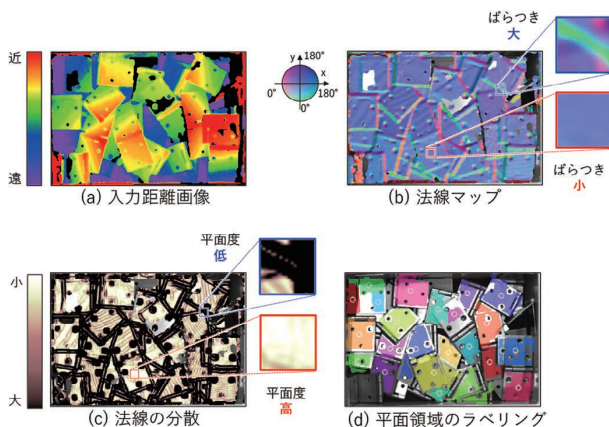 近
遠
(a) 入力距離画像
y 180°
x
0° 180°
0°
ばらつき
大
ばらつき
小
(b) 法線マップ
小
大
平面度
低
平面度
高
(c) 法線の分散
(d) 平面領域のラベリング